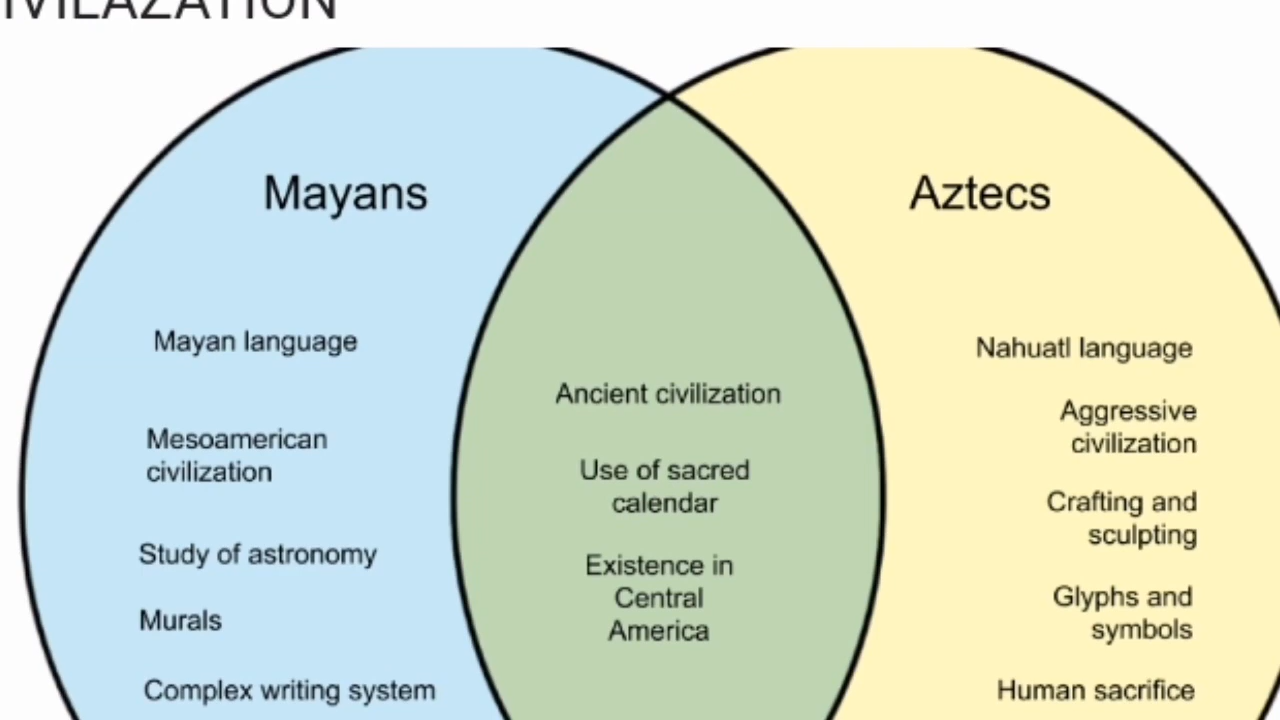 IVILAZATION
Mayans
Mayan language
Mesoamerican
civilization
Study of astronomy
Murals
Complex writing system
Ancient civilization
Use of sacred
calendar
Existence in
Central
America
Aztecs
Nahuatl language
Aggressive
civilization
Crafting and
sculpting
Glyphs and
symbols
Human sacrifice